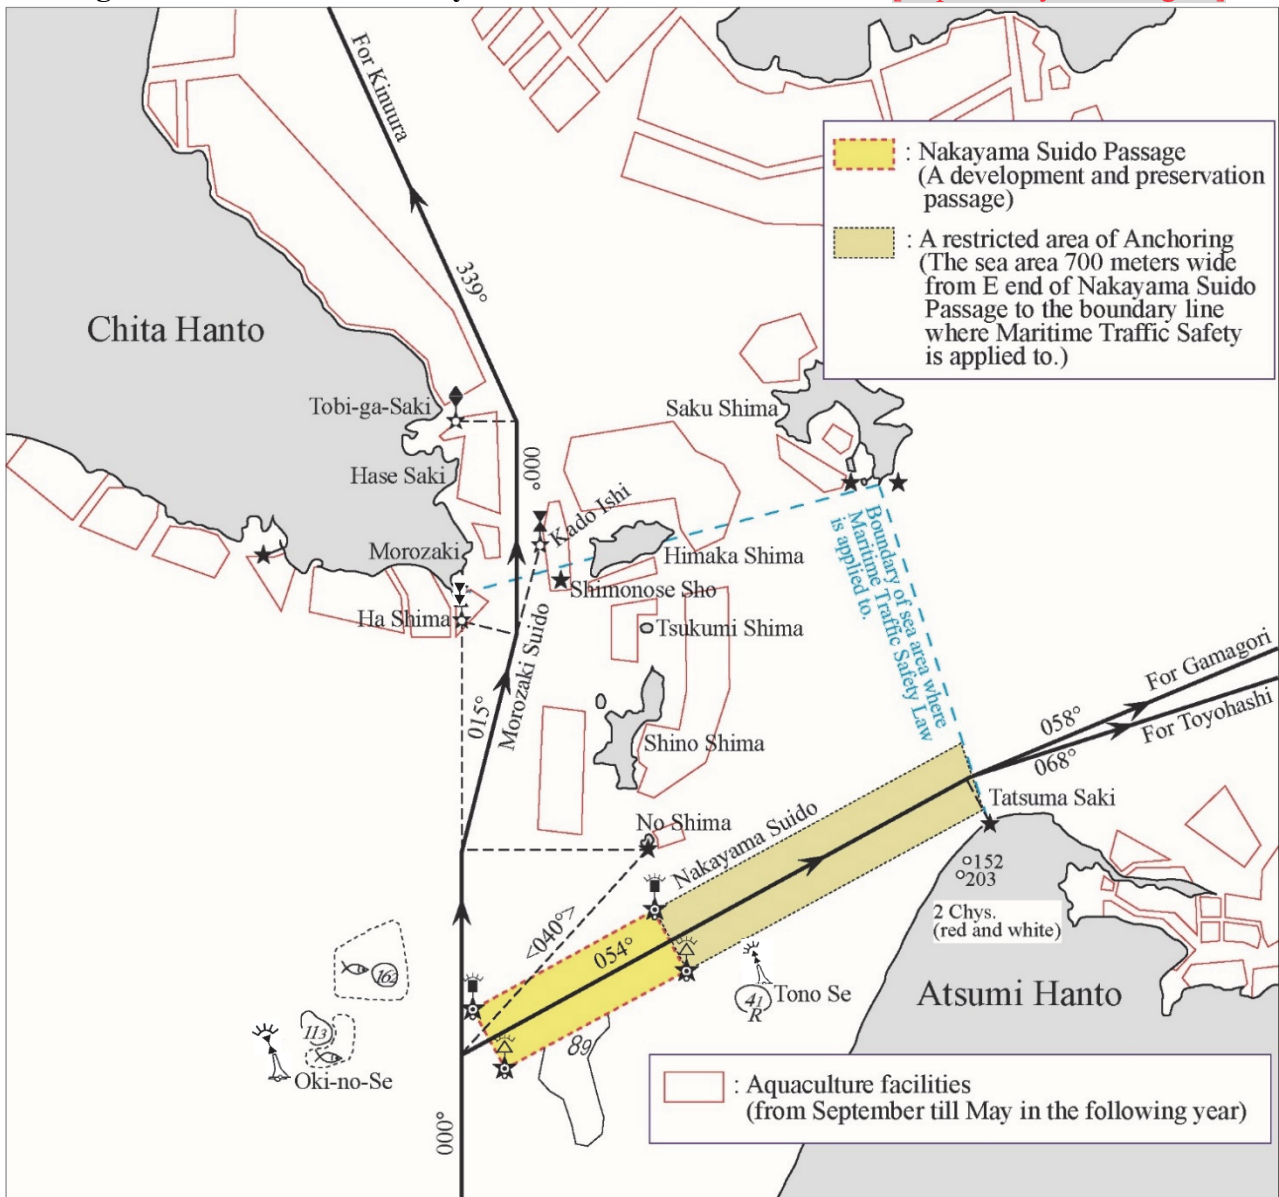 For Kinuura
: Nakayama Suido Passage
(A development and preservation
passage)
: A restricted area of Anchoring
(The sea area 700 meters wide
from E end of Nakayama Suido
Passage to the boundary line
where Maritime Traffic Safety
is applied to.)
339°
Chita Hanto
Tobi-ga-Saki
Saku Shima
000°
Hase Saki
Kado Ishi
Morozaki
Himaka Shima
Boundary of sea area where
Maritime Traffic Safety Law
is applied to.
Shimonose Sho
Ha Shima
Tsukumi Shima
Morozaki Suido
015°
Shino Shima
For Gamagori
058°
For Toyohashi
068°
Tatsuma Saki
No Shima
Nakayama Suido
152
203
2 Chys.
(red and white)
<040°>
054°
162
Tono Se
41
R
Atsumi Hanto
113
89
Oki-no-Se
000°
: Aquaculture facilities
(from September till May in the following year)